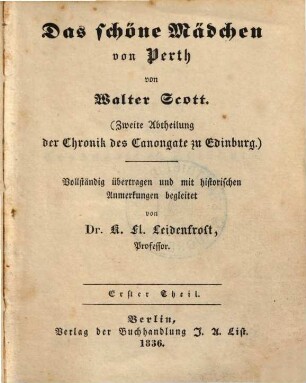 Das schöne Mädchen
von Perth
von
Walter Scott.
(Zweite Abtheilung
der Chronik des Canongate zu Edinburg.)
Vollständig übertragen und mit historischen
Anmerkungen begleitet
von
Dr. K. Fl. Leidenfrost,
Professor.
Erster Theil.
Berlin,
Verlag der Buchhandlung J. A. List.
1836.